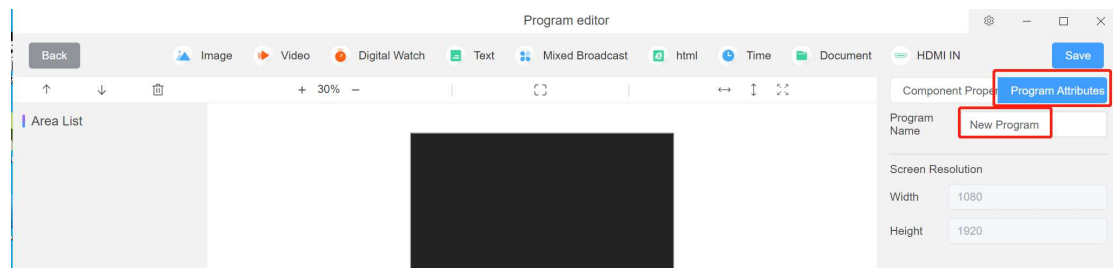 Program editor
Back
Image
Video
Digital Watch
Text
Mixed Broadcast
html
Time
Document
HDMI IN
Save
+ 30% −
Component Proper
Program Attributes
Area List
Program
Name
New Program
Screen Resolution
Width
1080
Height
1920